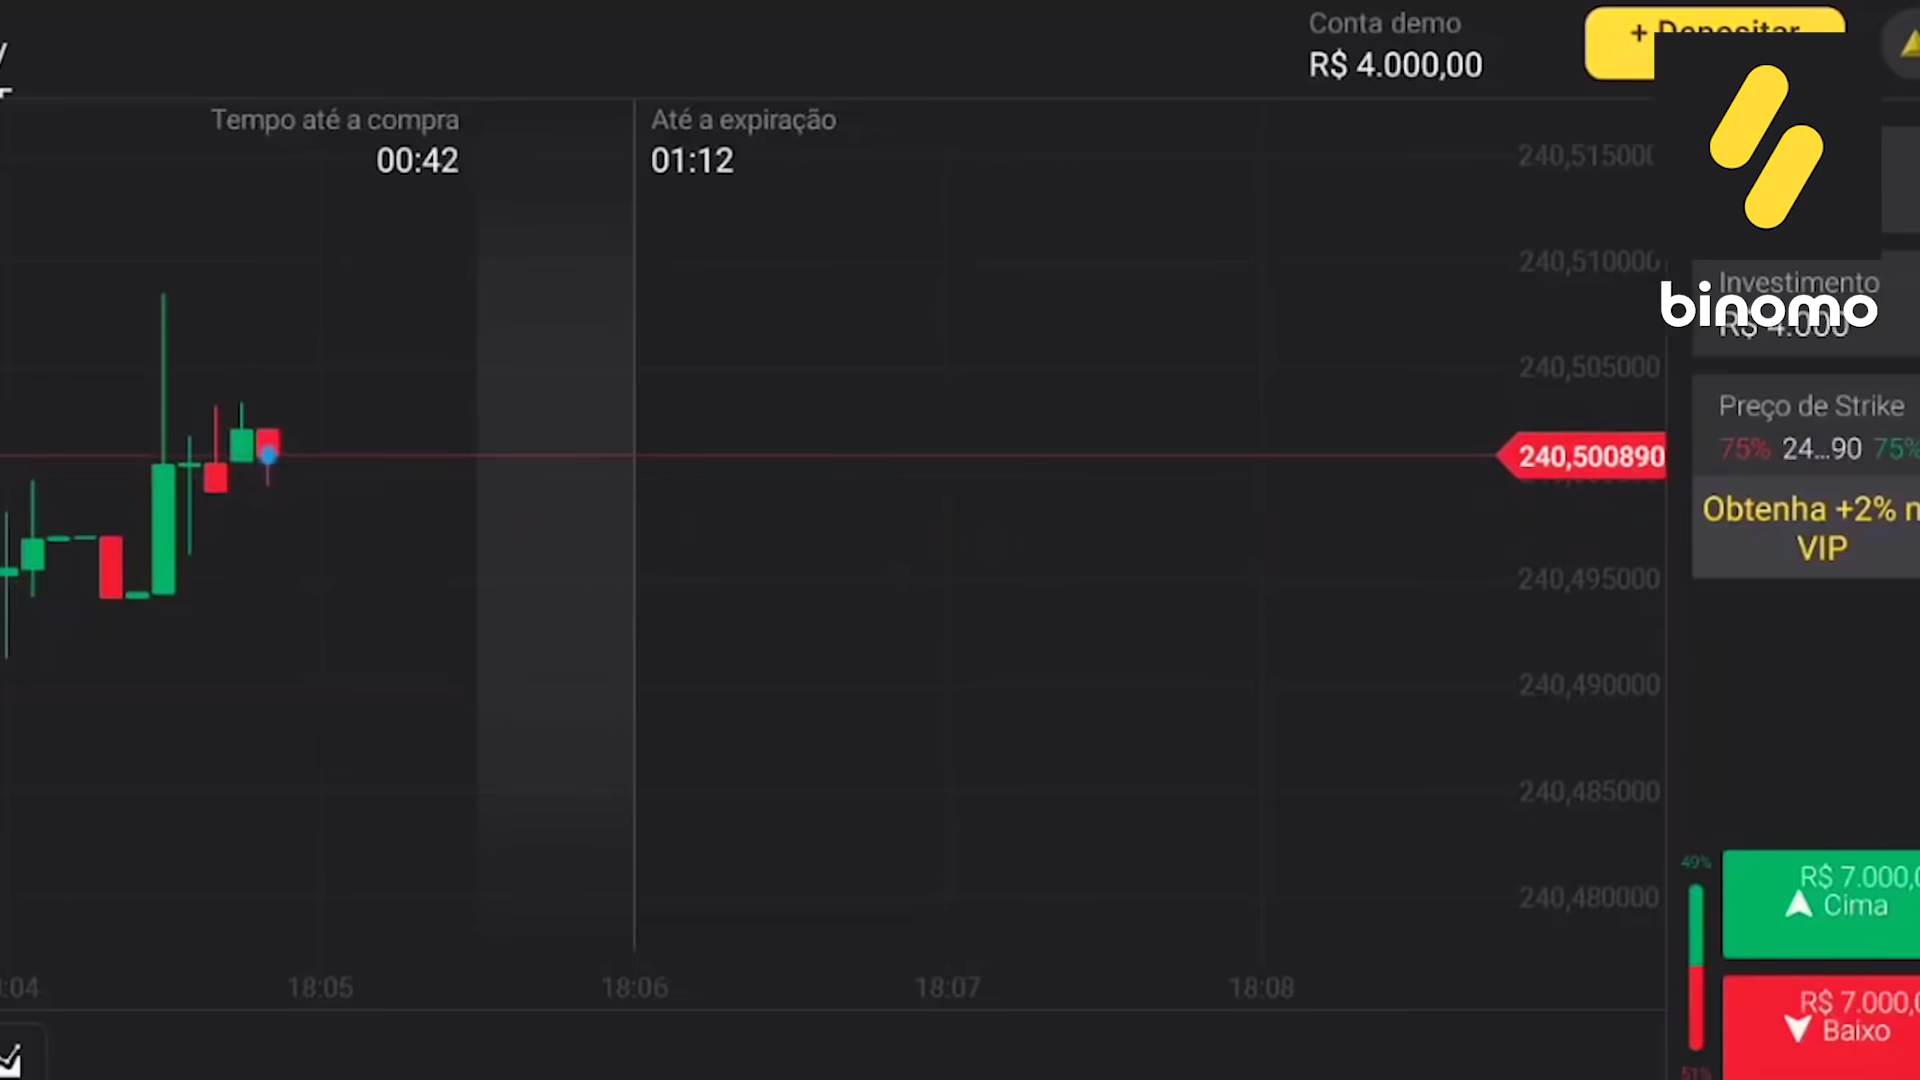 Conta demo
R$ 4.000,00
+ Depositar
Tempo até a compra
00:42
Até a expiração
01:12
240,515000
240,510000
240,505000
240,500890
240,495000
240,490000
240,485000
240,480000
binomo
Investimento
R$ 4.000
Preço de Strike
75% 24...90 75%
Obtenha +2% n
VIP
49%
R$ 7.000,0
Cima
R$ 7.000,0
Baixo
51%
:04
18:05
18:06
18:07
18:08